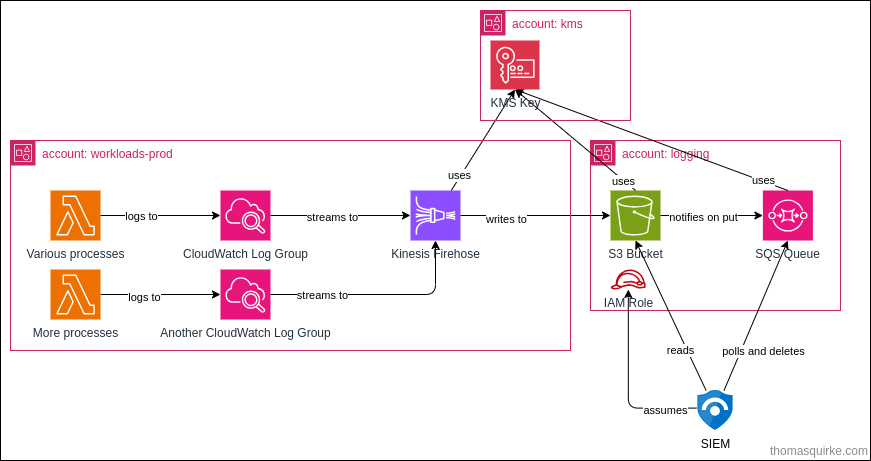 account: kms
KMS Key
account: workloads-prod
account: logging
uses
uses
uses
logs to
streams to
writes to
notifies on put
Various processes
CloudWatch Log Group
Kinesis Firehose
S3 Bucket
SQS Queue
logs to
streams to
IAM Role
More processes
Another CloudWatch Log Group
reads
polls and deletes
assumes
SIEM
thomasquirke.com